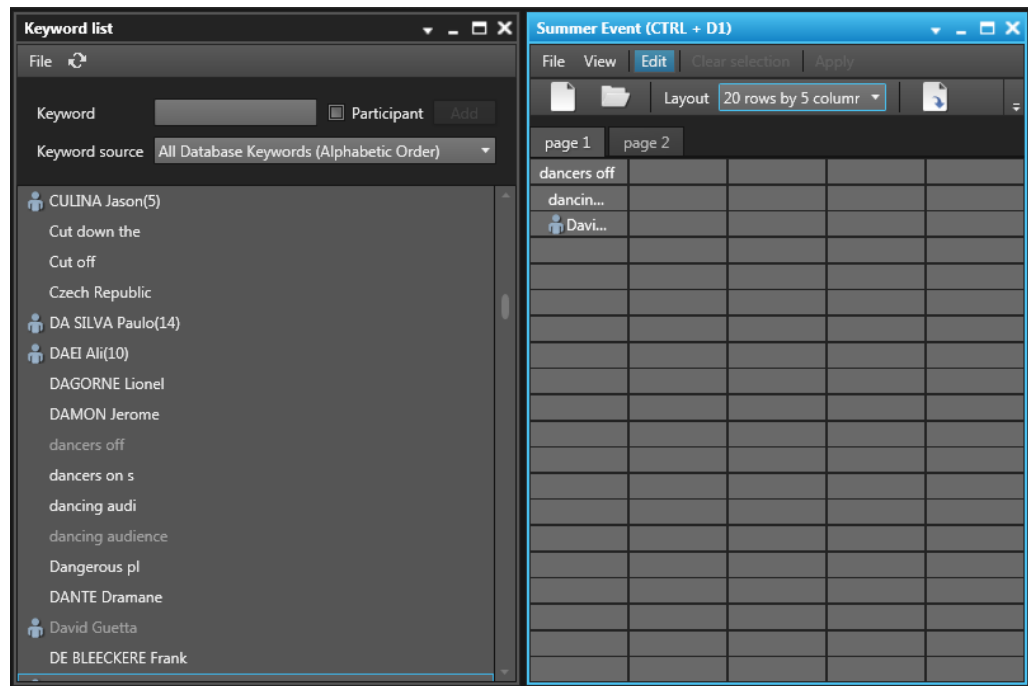 Keyword list
File
Keyword
Participant
Add
Keyword source All Database Keywords (Alphabetic Order)
CULINA Jason(5)
Cut down the
Cut off
Czech Republic
DA SILVA Paulo(14)
DAEI Ali(10)
DAGORNE Lionel
DAMON Jerome
dancers off
dancers on s
dancing audi
dancing audience
Dangerous pl
DANTE Dramane
David Guetta
DE BLEECKERE Frank
Summer Event (CTRL + D1)
File View Edit Clear selection Apply
Layout 20 rows by 5 columr
page 1 page 2
dancers off
dancin...
Davi...